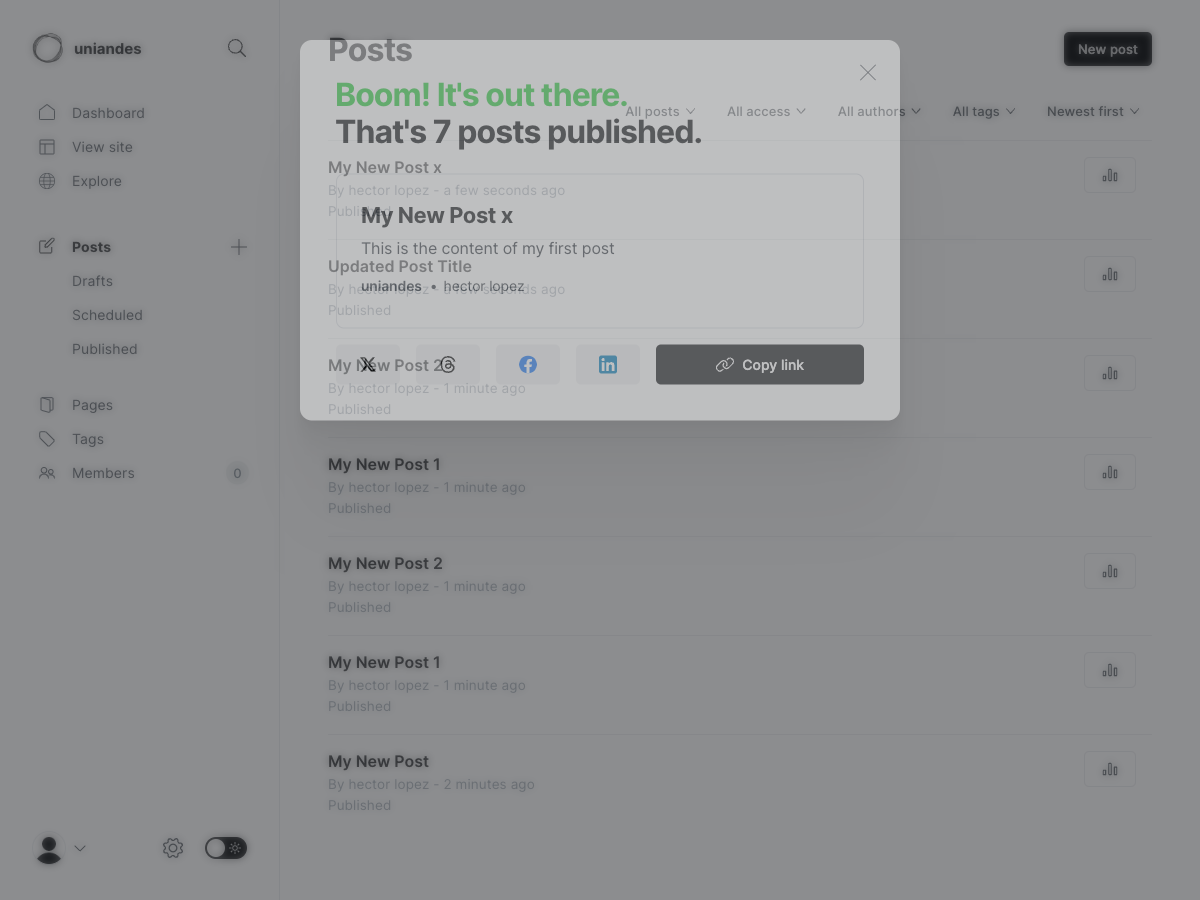 uniandes
Dashboard
View site
Explore
Posts
Drafts
Scheduled
Published
Pages
Tags
Members
0
Posts
New post
All posts
All access
All authors
All tags
Newest first
Boom! It's out there.
That's 7 posts published.
My New Post x
This is the content of my first post
uniandes • hector lopez
Copy link
My New Post x
By hector lopez - a few seconds ago
Published
Updated Post Title
By hector lopez - a few seconds ago
Published
My New Post 2
By hector lopez - 1 minute ago
Published
My New Post 1
By hector lopez - 1 minute ago
Published
My New Post 2
By hector lopez - 1 minute ago
Published
My New Post 1
By hector lopez - 1 minute ago
Published
My New Post
By hector lopez - 2 minutes ago
Published